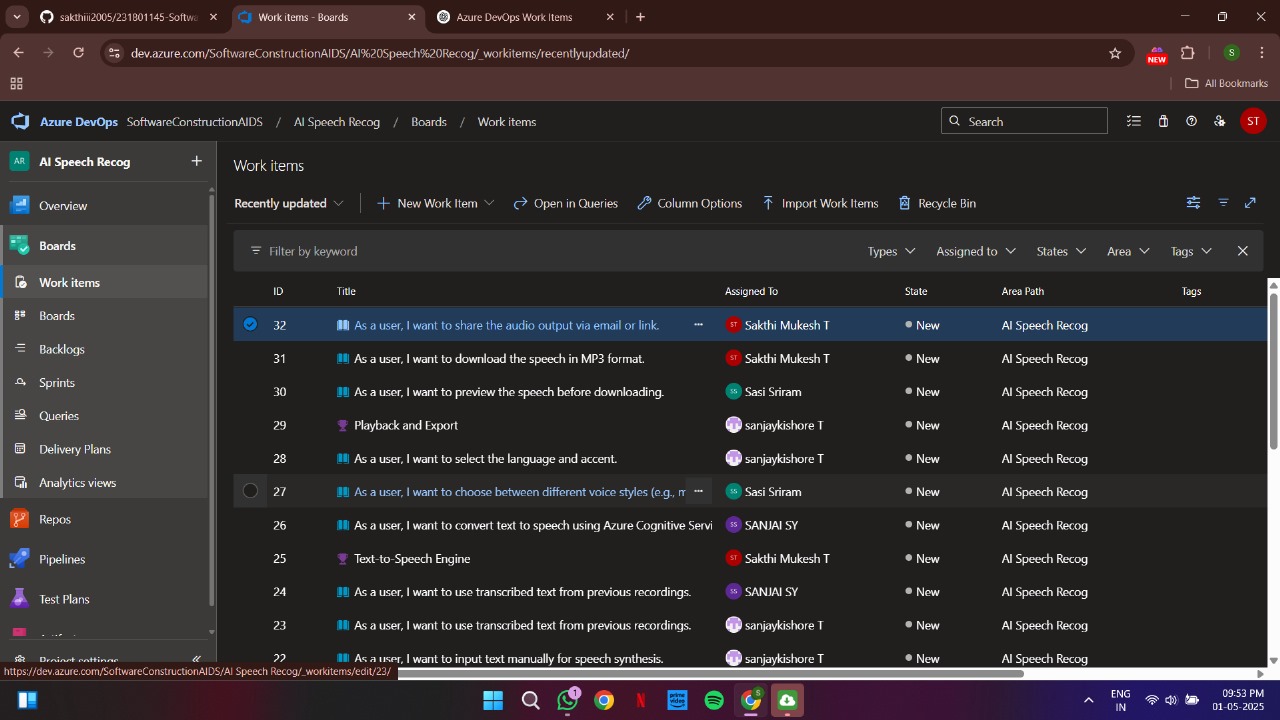 sakthiii2005/231801145-Softwa
Work items - Boards
Azure DevOps Work Items
dev.azure.com/SoftwareConstructionAIDS/AI%20Speech%20Recog/_workitems/recentlyupdated/
NEW
S
All Bookmarks
Azure DevOps SoftwareConstructionAIDS / AI Speech Recog / Boards / Work items
Search
ST
AR AI Speech Recog
Overview
Boards
Work items
Boards
Backlogs
Sprints
Queries
Delivery Plans
Analytics views
Repos
Pipelines
Test Plans
Project settings
Work items
Recently updated New Work Item Open in Queries Column Options Import Work Items Recycle Bin
Filter by keyword Types Assigned to States Area Tags
ID Title Assigned To State Area Path Tags
32 As a user, I want to share the audio output via email or link. ST Sakthi Mukesh T New AI Speech Recog
31 As a user, I want to download the speech in MP3 format. ST Sakthi Mukesh T New AI Speech Recog
30 As a user, I want to preview the speech before downloading. SS Sasi Sriram New AI Speech Recog
29 Playback and Export sanjaykishore T New AI Speech Recog
28 As a user, I want to select the language and accent. sanjaykishore T New AI Speech Recog
27 As a user, I want to choose between different voice styles (e.g., m SS Sasi Sriram New AI Speech Recog
26 As a user, I want to convert text to speech using Azure Cognitive Servi SS SANJAI SY New AI Speech Recog
25 Text-to-Speech Engine ST Sakthi Mukesh T New AI Speech Recog
24 As a user, I want to use transcribed text from previous recordings. SS SANJAI SY New AI Speech Recog
23 As a user, I want to use transcribed text from previous recordings. sanjaykishore T New AI Speech Recog
22 As a user, I want to input text manually for speech synthesis. sanjaykishore T New AI Speech Recog
https://dev.azure.com/SoftwareConstructionAIDS/AI Speech Recog/_workitems/edit/23/
1
prime video
S
ENG
IN
09:53 PM
01-05-2025